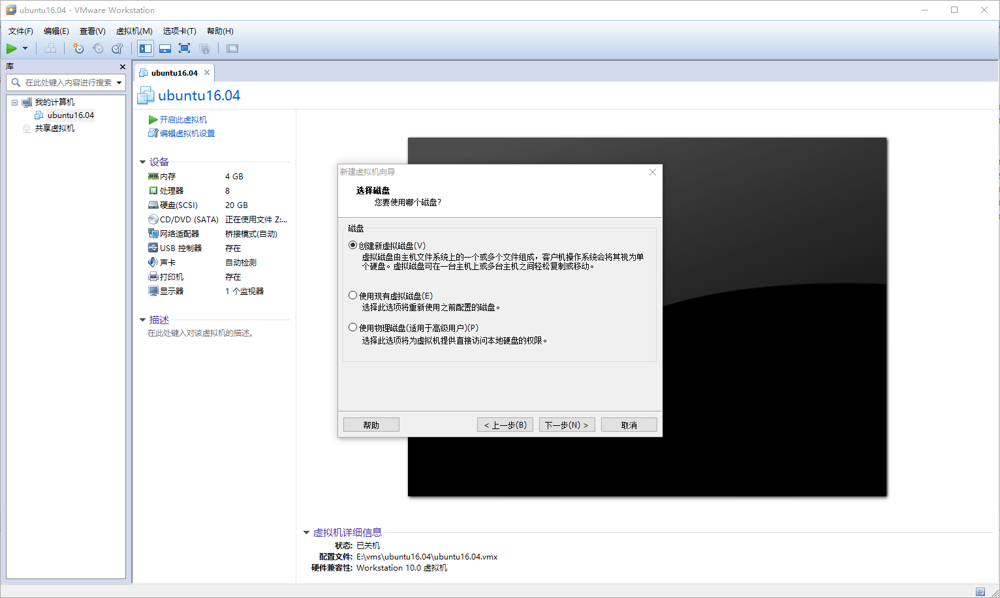 ubuntu16.04 - VMware Workstation
文件(F) 编辑(E) 查看(V) 虚拟机(M) 选项卡(T) 帮助(H)
库
在此处键入内容进行搜索
我的计算机
ubuntu16.04
共享虚拟机
ubuntu16.04
ubuntu16.04
开启此虚拟机
编辑虚拟机设置
设备
内存 4 GB
处理器 8
硬盘(SCSI) 20 GB
CD/DVD (SATA) 正在使用文件 Z:...
网络适配器 桥接模式(自动)
USB 控制器 存在
声卡 自动检测
打印机 存在
显示器 1 个监视器
描述
在此处键入对该虚拟机的描述。
新建虚拟机向导
选择磁盘
您要使用哪个磁盘?
磁盘
创建新虚拟磁盘(V)
虚拟磁盘由主机文件系统上的一个或多个文件组成，客户机操作系统会将其视为单
个硬盘。虚拟磁盘可在一台主机上或多台主机之间轻松复制或移动。
使用现有虚拟磁盘(E)
选择此选项将重新使用之前配置的磁盘。
使用物理磁盘(适用于高级用户)(P)
选择此选项将为虚拟机提供直接访问本地硬盘的权限。
帮助 < 上一步(B) 下一步(N) > 取消
虚拟机详细信息
状态: 已关机
配置文件: E:\vms\ubuntu16.04\ubuntu16.04.vmx
硬件兼容性: Workstation 10.0 虚拟机